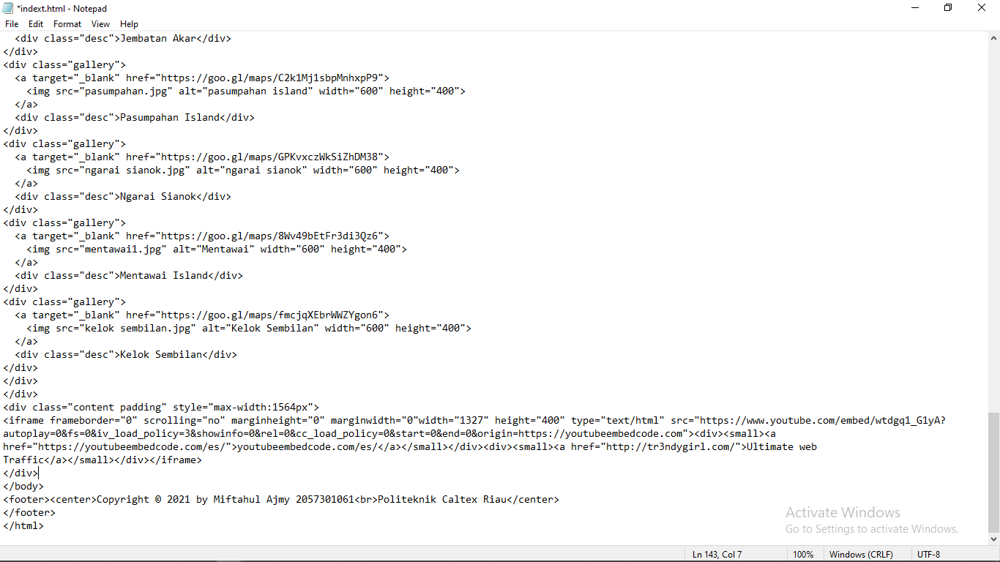 *indext.html - Notepad
File Edit Format View Help
<div class="desc">Jembatan Akar</div>
</div>
<div class="gallery">
<a target="_blank" href="https://goo.gl/maps/C2k1Mj1sbpMnhxpP9">
<img src="pasumpahan.jpg" alt="pasumpahan island" width="600" height="400">
</a>
<div class="desc">Pasumpahan Island</div>
</div>
<div class="gallery">
<a target="_blank" href="https://goo.gl/maps/GPKvxczWkSiZhDM38">
<img src="ngarai sianok.jpg" alt="ngarai sianok" width="600" height="400">
</a>
<div class="desc">Ngarai Sianok</div>
</div>
<div class="gallery">
<a target="_blank" href="https://goo.gl/maps/8Wv49bEtFr3di3Qz6">
<img src="mentawai1.jpg" alt="Mentawai" width="600" height="400">
</a>
<div class="desc">Mentawai Island</div>
</div>
<div class="gallery">
<a target="_blank" href="https://goo.gl/maps/fmcjqXEbrWWZYgon6">
<img src="kelok sembilan.jpg" alt="Kelok Sembilan" width="600" height="400">
</a>
<div class="desc">Kelok Sembilan</div>
</div>
</div>
</div>
<div class="content padding" style="max-width:1564px">
<iframe frameborder="0" scrolling="no" marginheight="0" marginwidth="0"width="1327" height="400" type="text/html" src="https://www.youtube.com/embed/wtdgq1_G1yA?
autoplay=0&fs=0&iv_load_policy=3&showinfo=0&rel=0&cc_load_policy=0&start=0&end=0&origin=https://youtubeembedcode.com"><div><small><a
href="https://youtubeembedcode.com/es/">youtubeembedcode.com/es/</a></small></div><div><small><a href="http://tr3ndygirl.com/">Ultimate web
Traffic</a></small></div></iframe>
</div>
</body>
<footer><center>Copyright © 2021 by Miftahul Ajmy 2057301061<br>Politeknik Caltex Riau</center>
</footer>
</html>
Activate Windows
Go to Settings to activate Windows.
Ln 143, Col 7 100% Windows (CRLF) UTF-8